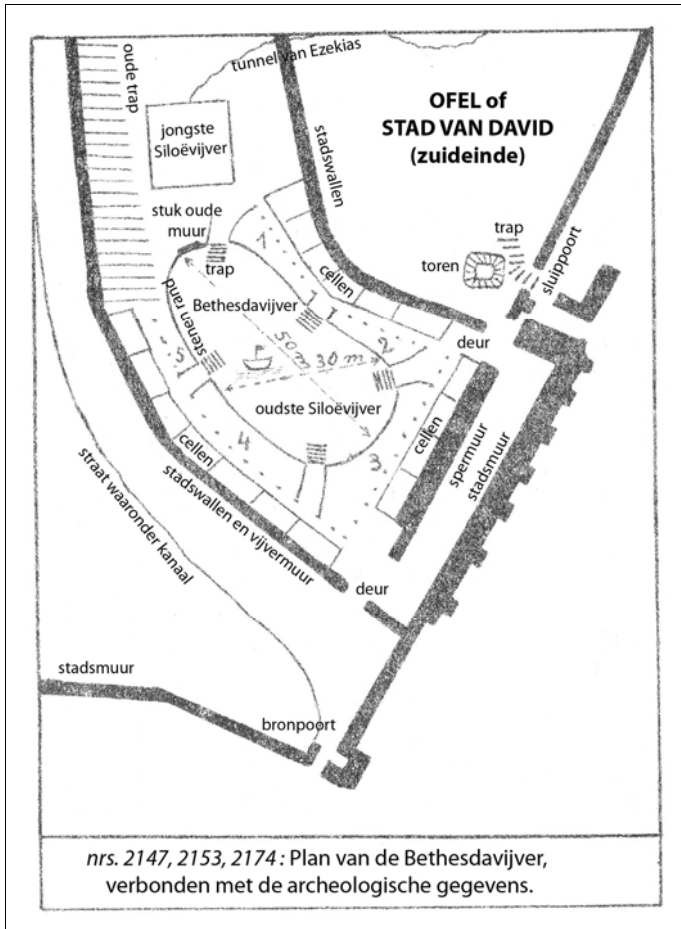 tunnel van Ezekias
oude trap
OFEL of
STAD VAN DAVID
(zuideinde)
jongste
Siloëvijver
stadswallen
stuk oude
muur
trap
trap
toren
sluippoort
1
cellen
Bethesdavijver
stenen rand
1
2
deur
50 m
30 m
5
oudste Siloëvijver
4
3
cellen
cellen
spermuur
stadsmuur
stadswallen en vijvermuur
straat waaronder kanaal
deur
stadsmuur
bronpoort
nrs. 2147, 2153, 2174 : Plan van de Bethesdavijver,
verbonden met de archeologische gegevens.